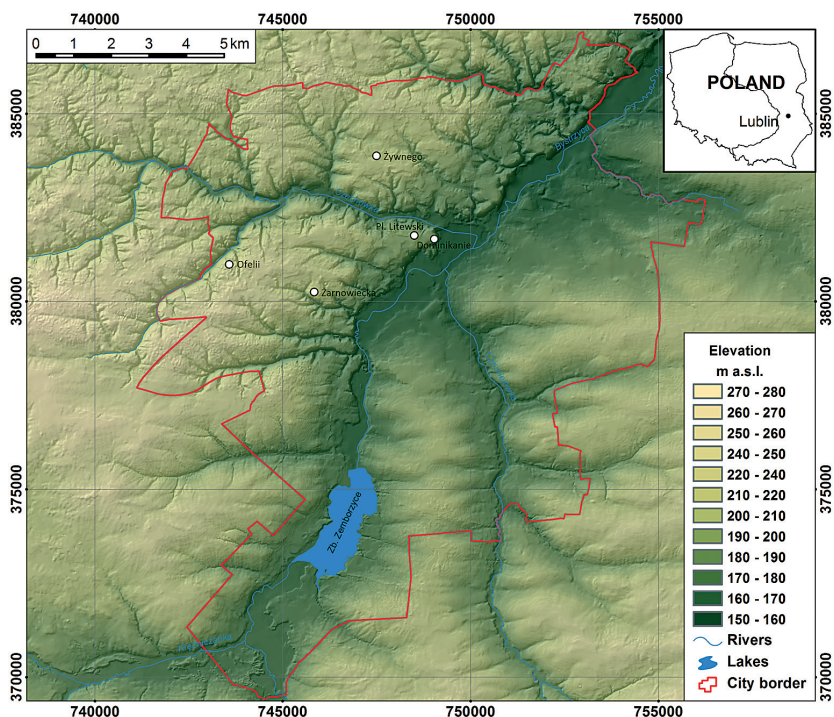 740000 745000 750000 755000
0 1 2 3 4 5 km
POLAND
Lublin
385000 385000
Bystrzyca
Żywnego
Pl. Litewski
Dominikanie
Ofelii
Żarnowiecka
380000 380000
Elevation
m a.s.l.
270 - 280
260 - 270
250 - 260
240 - 250
220 - 240
210 - 220
200 - 210
190 - 200
180 - 190
170 - 180
160 - 170
150 - 160
Rivers
Lakes
City border
375000 375000
Zb. Zemborzyce
370000 370000
740000 745000 750000 755000